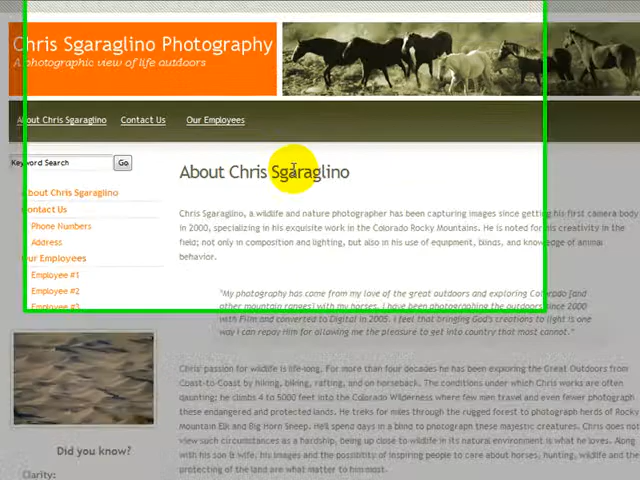 Chris Sgaraglino Photography
A photographic view of life outdoors
About Chris Sgaraglino
Contact Us
Our Employees
Keyword Search
Go
About Chris Sgaraglino
Contact Us
Phone Numbers
Address
Our Employees
Employee #1
Employee #2
Employee #3
About Chris Sgaraglino
Chris Sgaraglino, a wildlife and nature photographer has been capturing images since getting his first camera body
in 2000, specializing in his exquisite work in the Colorado Rocky Mountains. He is noted for his creativity in the
field; not only in composition and lighting, but also in his use of equipment, blinds, and knowledge of animal
behavior.
"My photography has come from my love of the great outdoors and exploring Colorado [and
other mountain ranges] with my horses. I have been photographing the outdoors since 2000
with Film and converted to Digital in 2005. I feel that bringing God's creations to light is one
way I can repay Him for allowing me the pleasure to get into country that most cannot."
Chris' passion for wildlife is life-long. For more than four decades he has been exploring the Great Outdoors from
Coast-to-Coast by hiking, biking, rafting, and on horseback. The conditions under which Chris works are often
daunting; he climbs 4 to 5000 feet into the Colorado Wilderness where few men travel and even fewer photograph
these endangered and protected lands. He treks for miles through the rugged forest to photograph herds of Rocky
Mountain Elk and Big Horn Sheep. He'll spend days in a blind to photograph these majestic creatures. Chris does not
view such circumstances as a hardship, being up close to wildlife in its natural environment is what he loves. Along
with his son & wife, his images and the possibility of inspiring people to care about horses, hunting, wildlife and the
protecting of the land are what matter to him most.
Did you know?
Clarity: